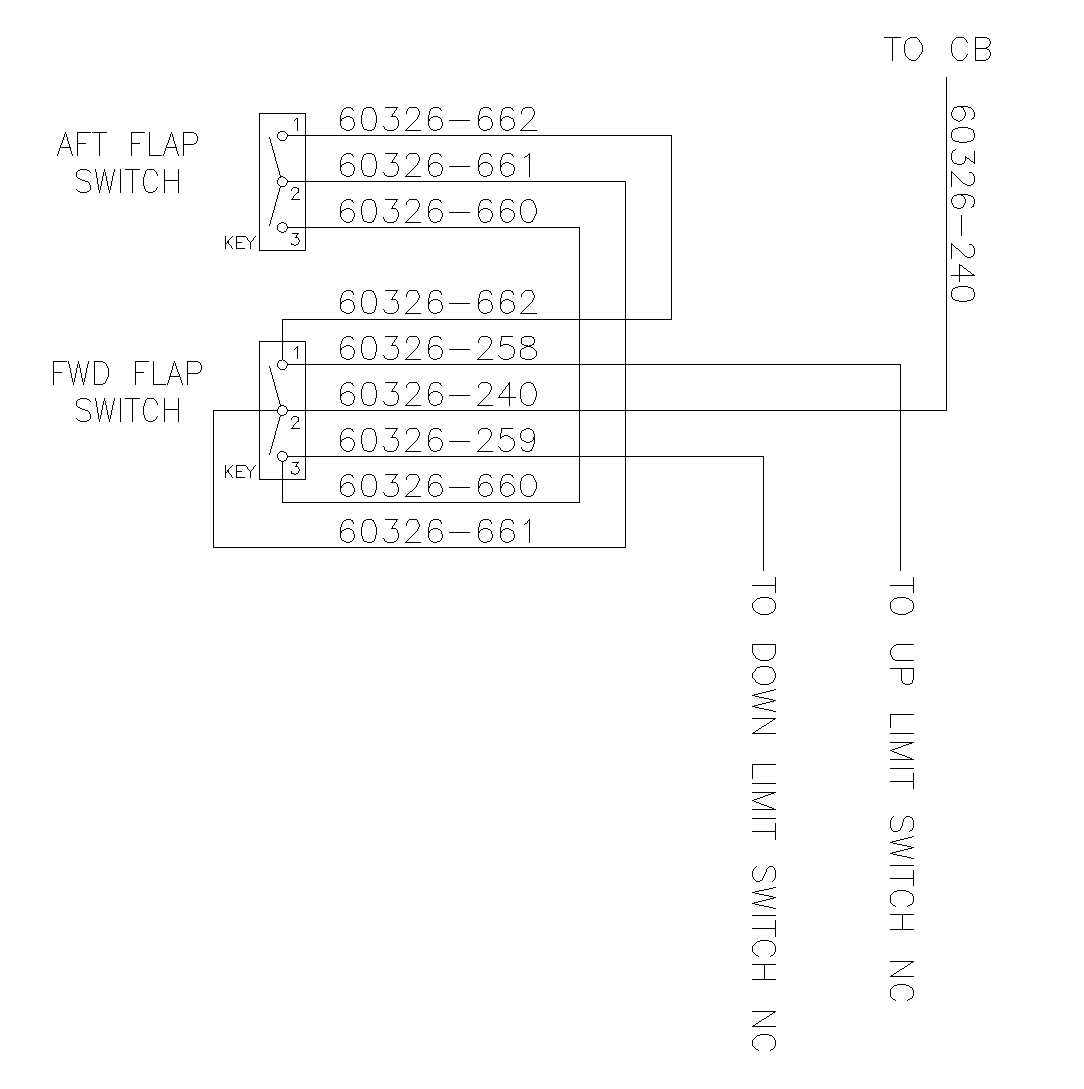 TO CB
60326-240
AFT FLAP
SWITCH
1
2
3
KEY
60326-662
60326-661
60326-660
FWD FLAP
SWITCH
1
2
3
KEY
60326-662
60326-258
60326-240
60326-259
60326-660
60326-661
TO DOWN LIMIT SWITCH NC
TO UP LIMIT SWITCH NC